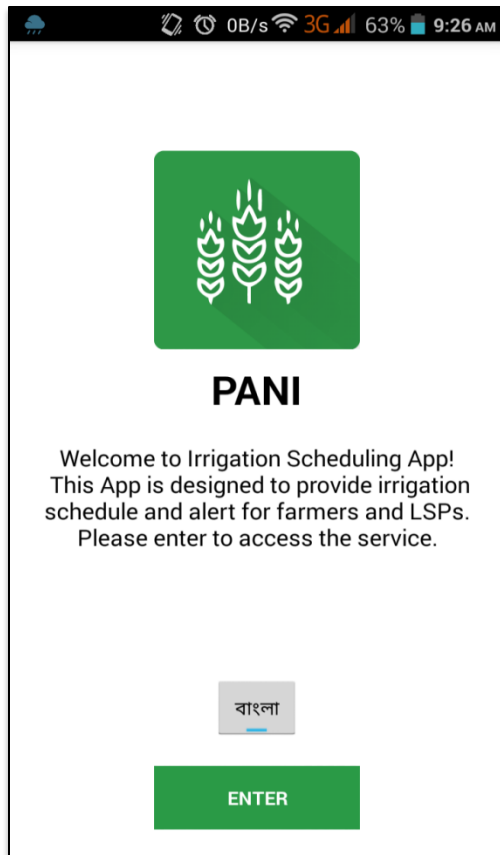 0B/s 3G 63% 9:26 AM
PANI
Welcome to Irrigation Scheduling App!
This App is designed to provide irrigation
schedule and alert for farmers and LSPs.
Please enter to access the service.
বাংলা
ENTER